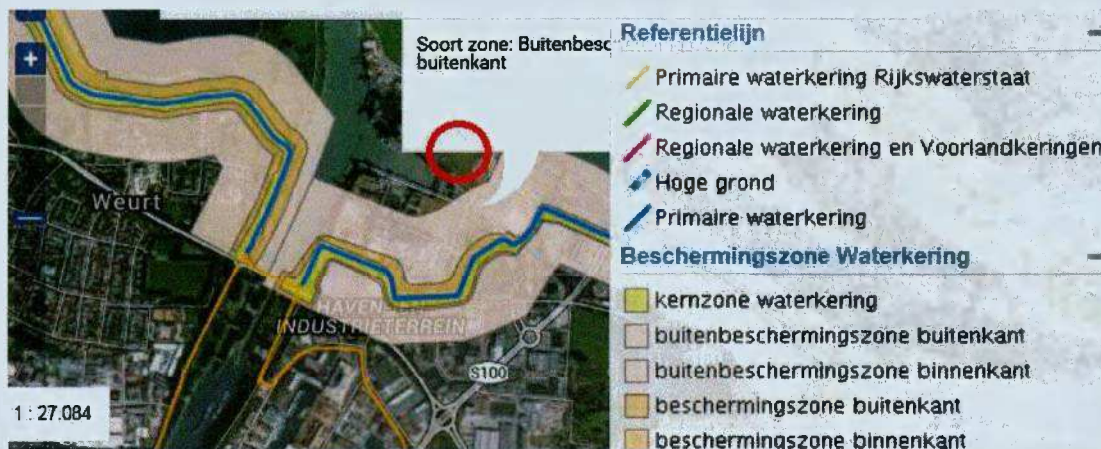 +
Soort zone: Buitenbesc
buitenkant
Weurt
HAVEN-
INDUSTRIETERREIN
S100
1 : 27.084
Referentielijn
Primaire waterkering Rijkswaterstaat
Regionale waterkering
Regionale waterkering en Voorlandkeringen
Hoge grond
Primaire waterkering
Beschermingszone Waterkering
kernzone waterkering
buitenbeschermingszone buitenkant
buitenbeschermingszone binnenkant
beschermingszone buitenkant
beschermingszone binnenkant